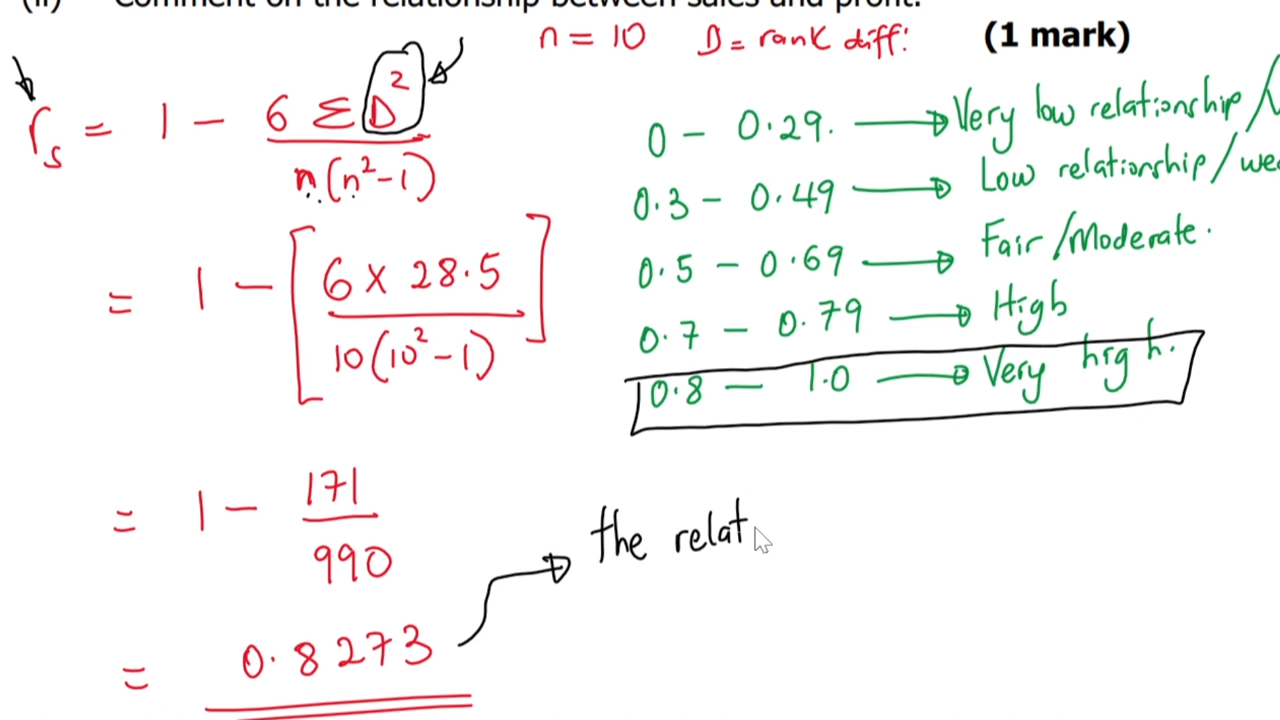 (ii) Comment on the relationship between sales and profit.
n = 10 D = rank diff: (1 mark)
rₛ = 1 - 6 ΣD² / n(n²-1)
0 - 0.29. → Very low relationship/
0.3 - 0.49 → Low relationship/wea
= 1 - [6 x 28.5 / 10(10²-1)]
0.5 - 0.69 → Fair/Moderate.
0.7 - 0.79 → High
0.8 - 1.0 → Very high.
= 1 - 171 / 990
the relat
= 0.8273